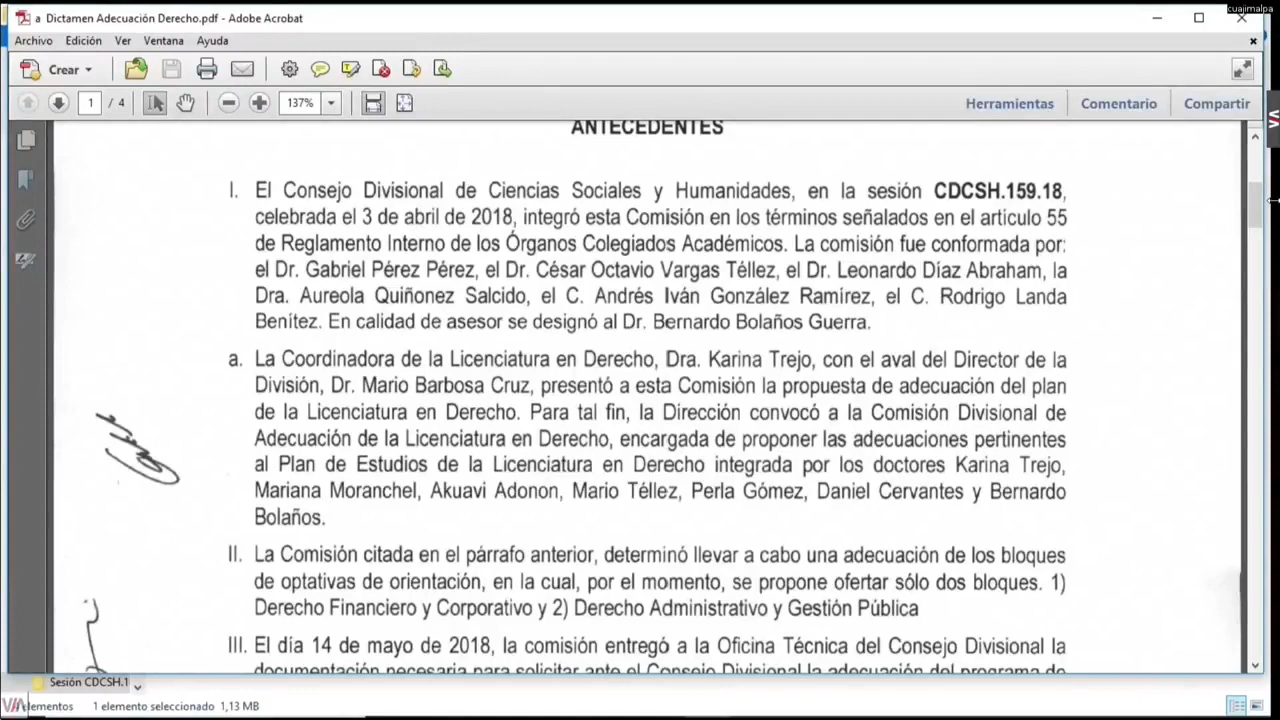 cuajimalpa
a Dictamen Adecuación Derecho.pdf - Adobe Acrobat
Archivo Edición Ver Ventana Ayuda
Crear
1 / 4 137% Herramientas Comentario Compartir
ANTECEDENTES
I. El Consejo Divisional de Ciencias Sociales y Humanidades, en la sesión CDCSH.159.18,
celebrada el 3 de abril de 2018, integró esta Comisión en los términos señalados en el artículo 55
de Reglamento Interno de los Órganos Colegiados Académicos. La comisión fue conformada por:
el Dr. Gabriel Pérez Pérez, el Dr. César Octavio Vargas Téllez, el Dr. Leonardo Díaz Abraham, la
Dra. Aureola Quiñonez Salcido, el C. Andrés Iván González Ramírez, el C. Rodrigo Landa
Benítez. En calidad de asesor se designó al Dr. Bernardo Bolaños Guerra.
a. La Coordinadora de la Licenciatura en Derecho, Dra. Karina Trejo, con el aval del Director de la
División, Dr. Mario Barbosa Cruz, presentó a esta Comisión la propuesta de adecuación del plan
de la Licenciatura en Derecho. Para tal fin, la Dirección convocó a la Comisión Divisional de
Adecuación de la Licenciatura en Derecho, encargada de proponer las adecuaciones pertinentes
al Plan de Estudios de la Licenciatura en Derecho integrada por los doctores Karina Trejo,
Mariana Moranchel, Akuavi Adonon, Mario Téllez, Perla Gómez, Daniel Cervantes y Bernardo
Bolaños.
II. La Comisión citada en el párrafo anterior, determinó llevar a cabo una adecuación de los bloques
de optativas de orientación, en la cual, por el momento, se propone ofertar sólo dos bloques. 1)
Derecho Financiero y Corporativo y 2) Derecho Administrativo y Gestión Pública
III. El día 14 de mayo de 2018, la comisión entregó a la Oficina Técnica del Consejo Divisional la
documentación necesaria para solicitar ante el Consejo Divisional la adecuación del programa de
Sesión CDCSH.1
elementos 1 elemento seleccionado 1,13 MB